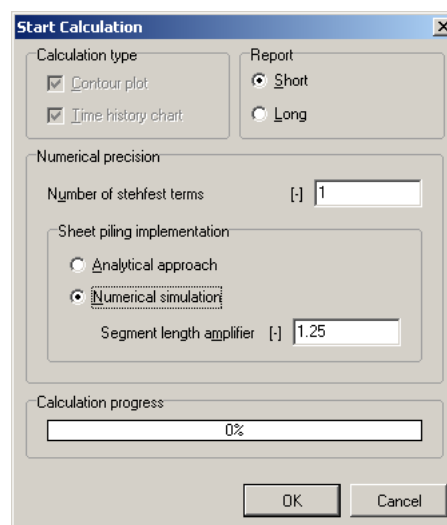 Start Calculation
Calculation type
Contour plot
Time history chart
Report
Short
Long
Numerical precision
Number of stehfest terms [-] 1
Sheet piling implementation
Analytical approach
Numerical simulation
Segment length amplifier [-] 1.25
Calculation progress
0%
OK Cancel